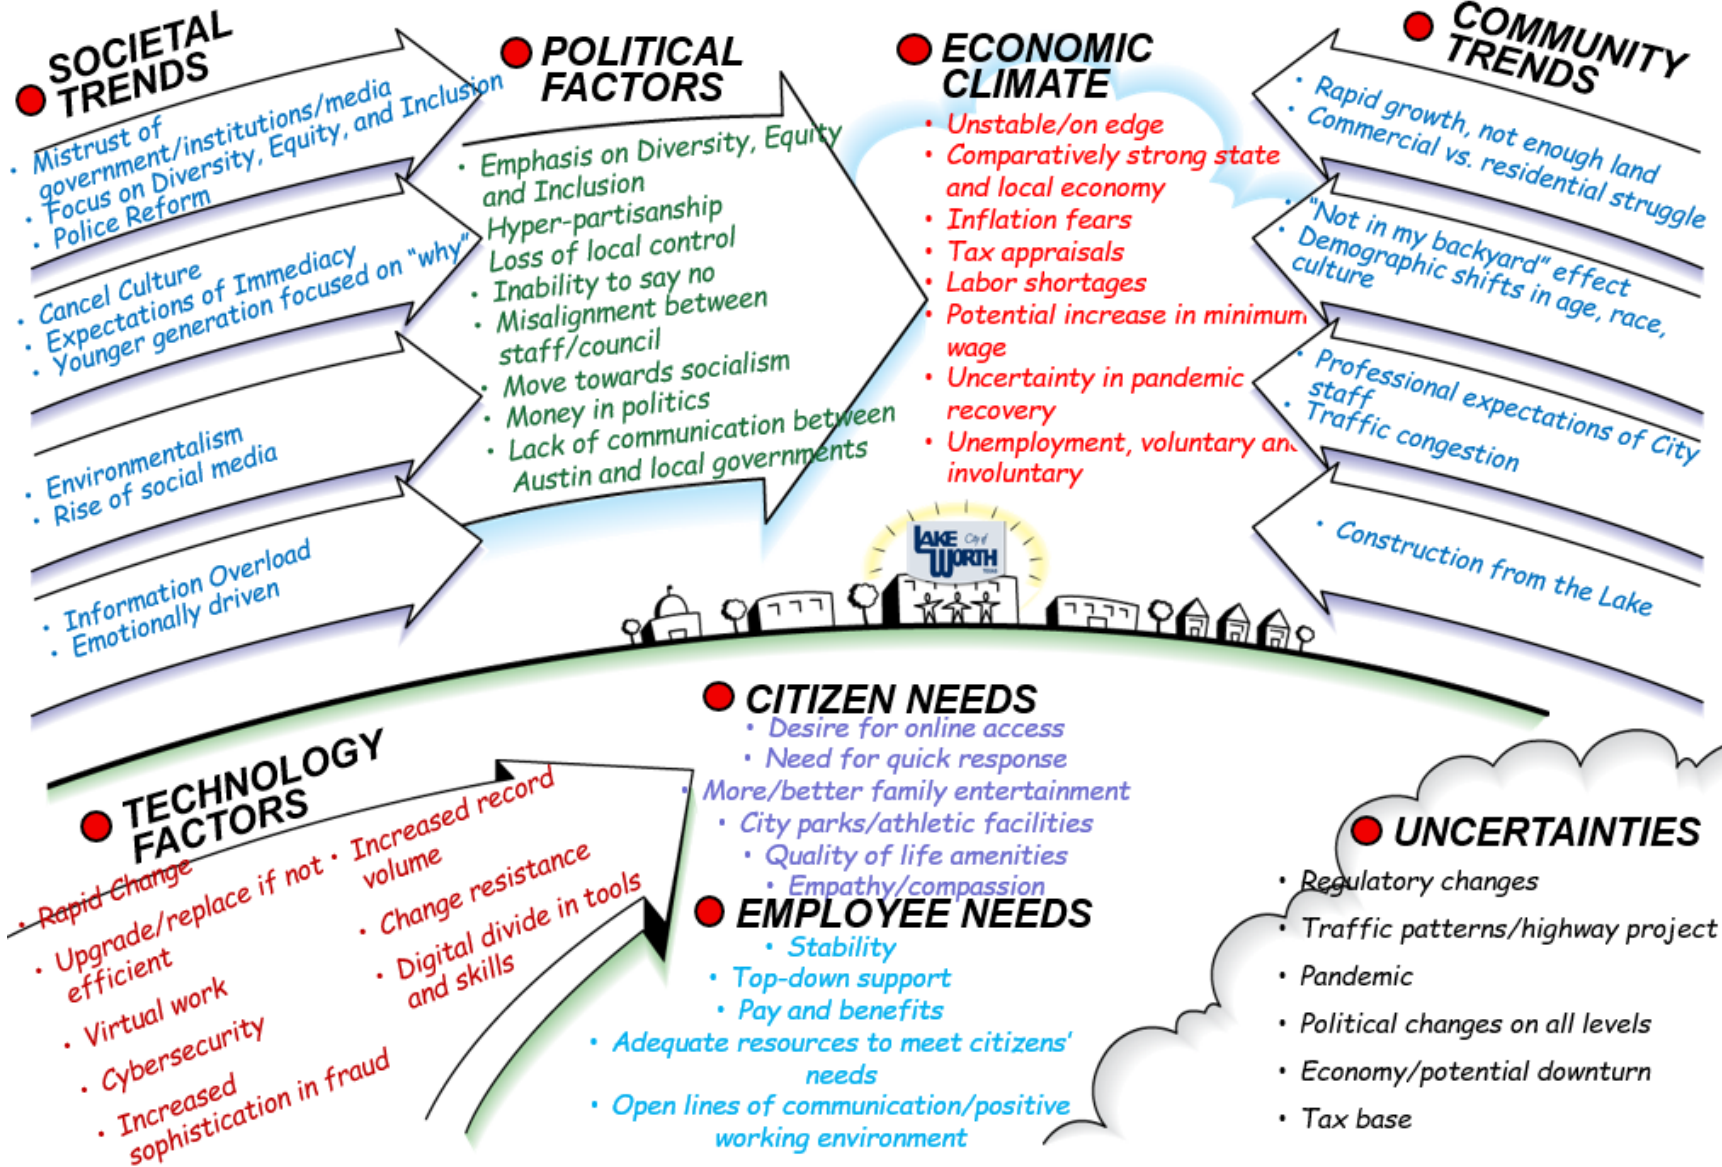 SOCIETAL
TRENDS
• Mistrust of
government/institutions/media
• Focus on Diversity, Equity, and Inclusion
• Police Reform
• Cancel Culture
• Expectations of Immediacy
• Younger generation focused on “why”
• Environmentalism
• Rise of social media
• Information Overload
• Emotionally driven
POLITICAL
FACTORS
• Emphasis on Diversity, Equity
and Inclusion
Hyper-partisanship
Loss of local control
• Inability to say no
• Misalignment between
staff/council
• Move towards socialism
• Money in politics
• Lack of communication between
Austin and local governments
ECONOMIC
CLIMATE
• Unstable/on edge
• Comparatively strong state
and local economy
• Inflation fears
• Tax appraisals
• Labor shortages
• Potential increase in minimum
wage
• Uncertainty in pandemic
recovery
• Unemployment, voluntary and
involuntary
COMMUNITY
TRENDS
• Rapid growth, not enough land
• Commercial vs. residential struggle
• “Not in my backyard” effect
• Demographic shifts in age, race,
culture
• Professional expectations of City
staff
• Traffic congestion
• Construction from the Lake
City of
LAKE
WORTH
TEXAS
CITIZEN NEEDS
• Desire for online access
• Need for quick response
• More/better family entertainment
• City parks/athletic facilities
• Quality of life amenities
• Empathy/compassion
EMPLOYEE NEEDS
• Stability
• Top-down support
• Pay and benefits
• Adequate resources to meet citizens’
needs
• Open lines of communication/positive
working environment
TECHNOLOGY
FACTORS
• Rapid Change
• Upgrade/replace if not
efficient
• Virtual work
• Cybersecurity
• Increased
sophistication in fraud
• Increased record
volume
• Change resistance
• Digital divide in tools
and skills
UNCERTAINTIES
• Regulatory changes
• Traffic patterns/highway project
• Pandemic
• Political changes on all levels
• Economy/potential downturn
• Tax base